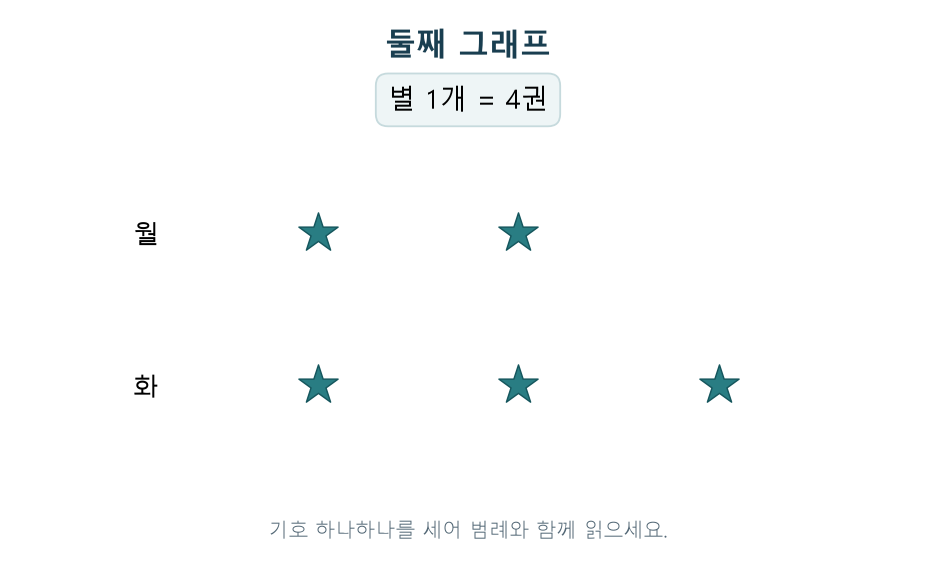 둘째 그래프
별 1개 = 4권
월
화
기호 하나하나를 세어 범례와 함께 읽으세요.